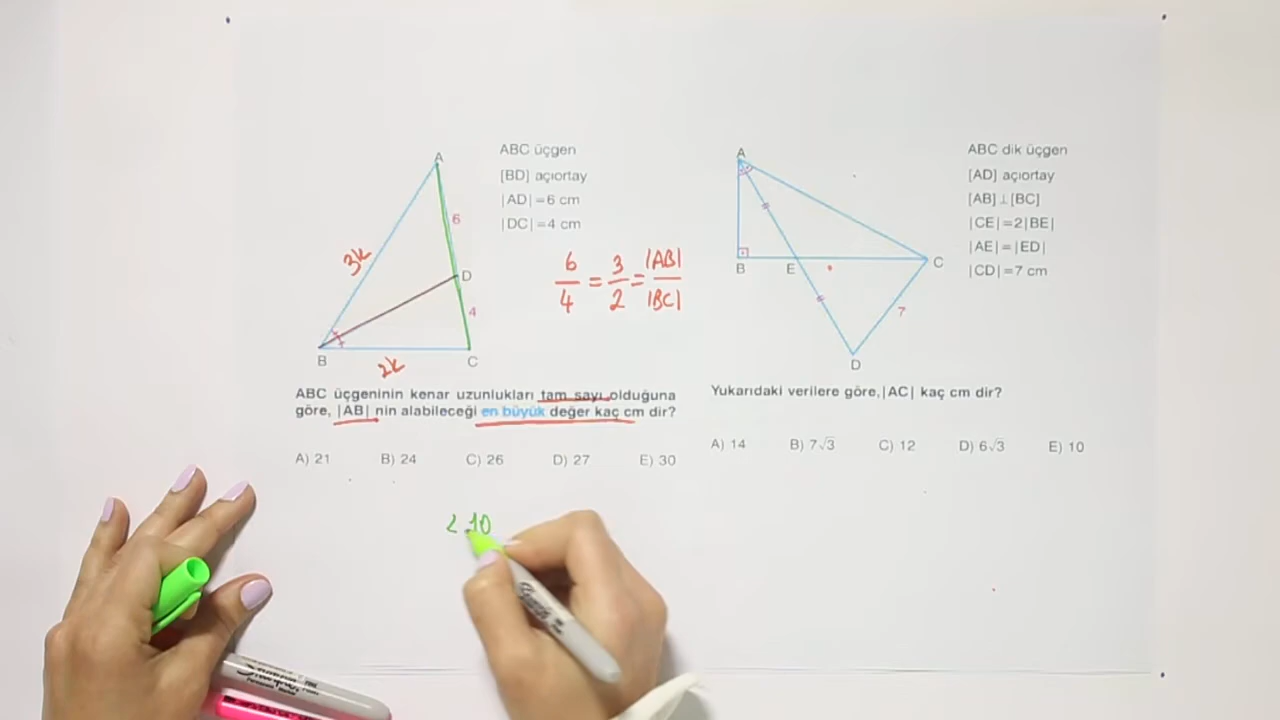 A
6
3k
D
4
B
C
2k
ABC üçgen
[BD] açıortay
|AD|=6 cm
|DC|=4 cm
6/4 = 3/2 = |AB|/|BC|
ABC üçgeninin kenar uzunlukları tam sayı olduğuna
göre, |AB| nin alabileceği en büyük değer kaç cm dir?
A) 21 B) 24 C) 26 D) 27 E) 30
< 10
A
B
E
C
7
D
ABC dik üçgen
[AD] açıortay
[AB]⊥[BC]
|CE|=2|BE|
|AE|=|ED|
|CD|=7 cm
Yukarıdaki verilere göre,|AC| kaç cm dir?
A) 14 B) 7√3 C) 12 D) 6√3 E) 10